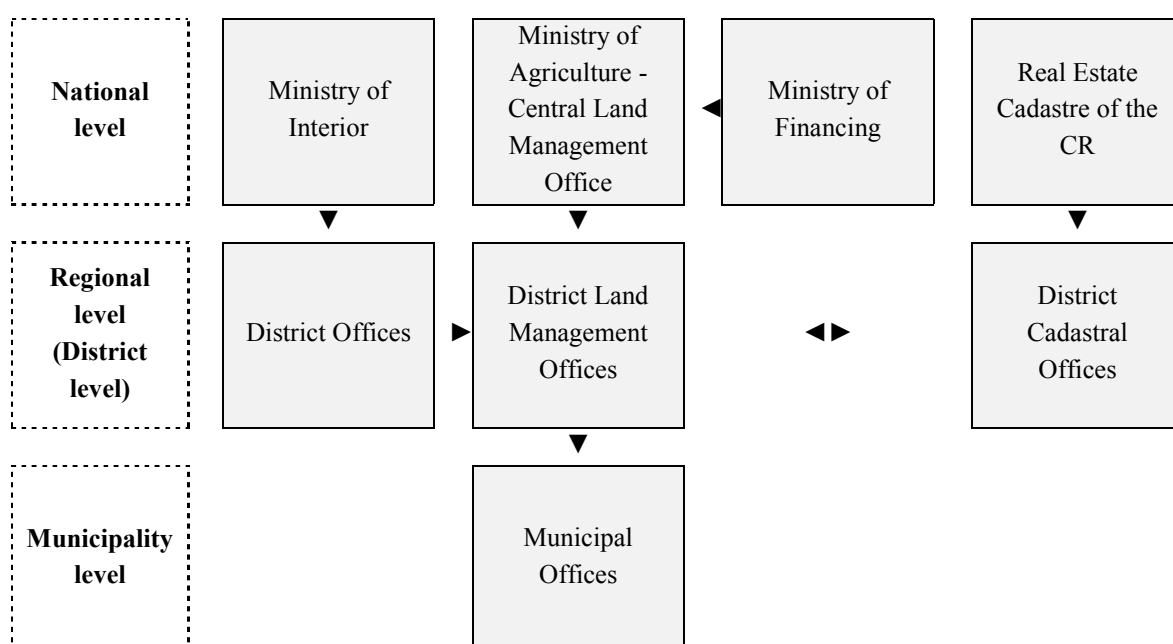 National
level
Ministry of
Interior
Ministry of
Agriculture -
Central Land
Management
Office
Ministry of
Financing
Real Estate
Cadastre of the
CR
Regional
level
(District
level)
District Offices
District Land
Management
Offices
District
Cadastral
Offices
Municipality
level
Municipal
Offices